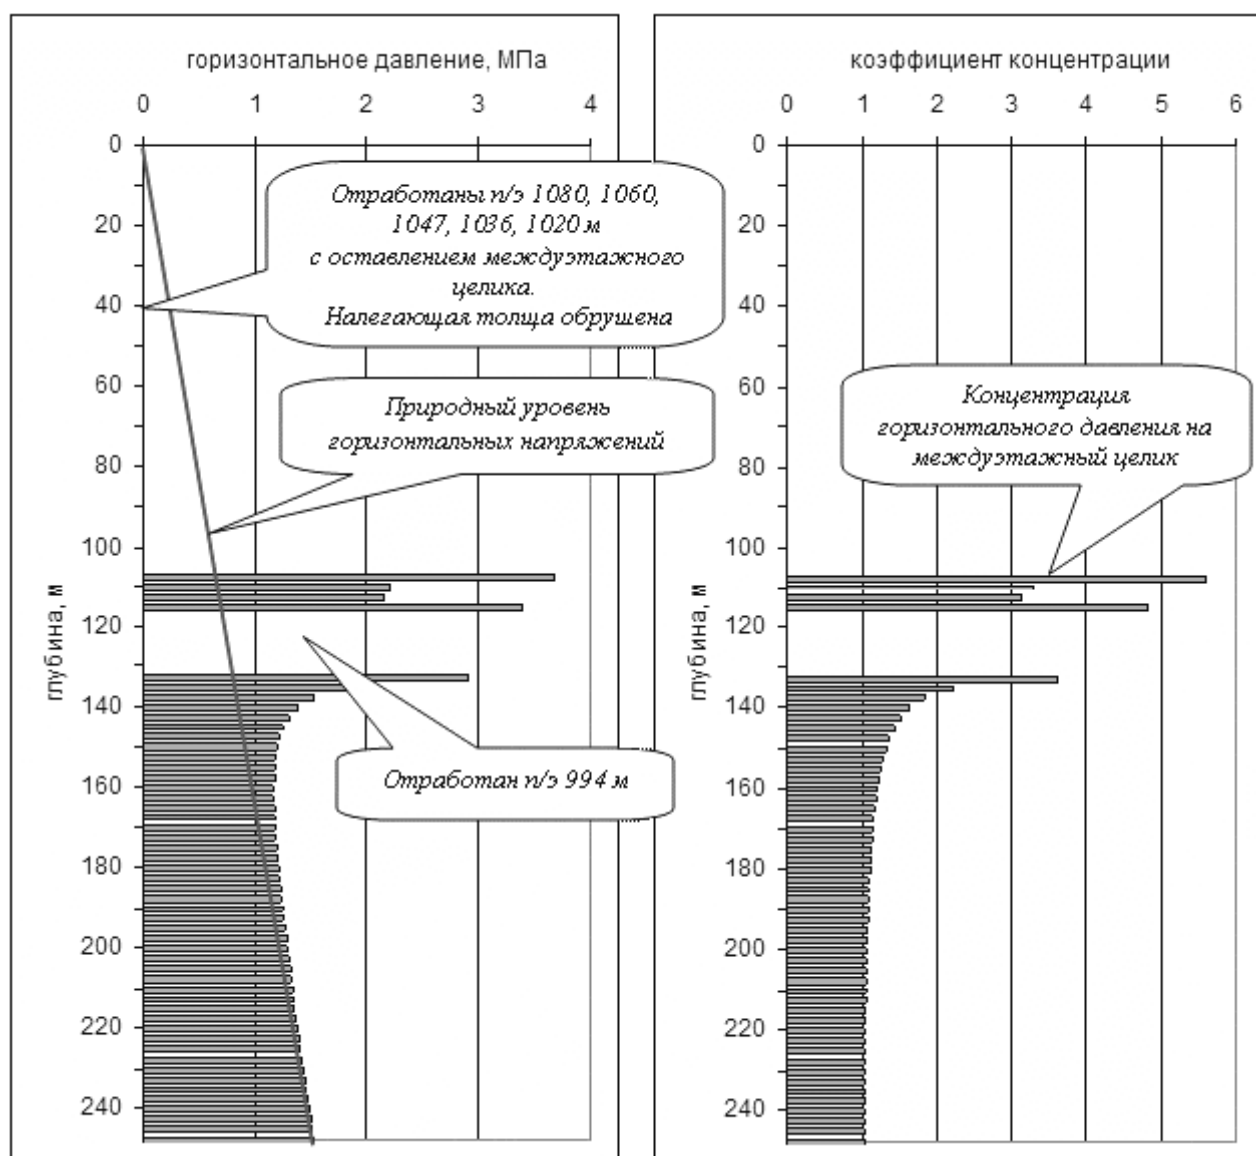 горизонтальное давление, МПа
0 1 2 3 4
0
20
40
60
80
100
120
140
160
180
200
220
240
глубина, м
Отработаны п/э 1080, 1060,
1047, 1036, 1020 м
с оставлением междуэтажного
целика.
Налегающая толща обрушена
Природный уровень
горизонтальных напряжений
Отработан п/э 994 м
коэффициент концентрации
0 1 2 3 4 5 6
0
20
40
60
80
100
120
140
160
180
200
220
240
глубина, м
Концентрация
горизонтального давления на
междуэтажный целик